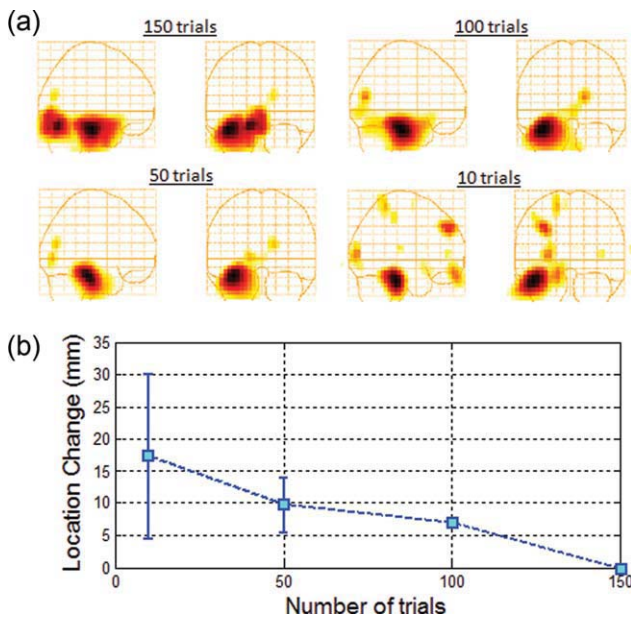 (a)
150 trials
100 trials
50 trials
10 trials
(b)
35
30
25
20
15
10
5
0
Location Change (mm)
0
50
100
150
Number of trials